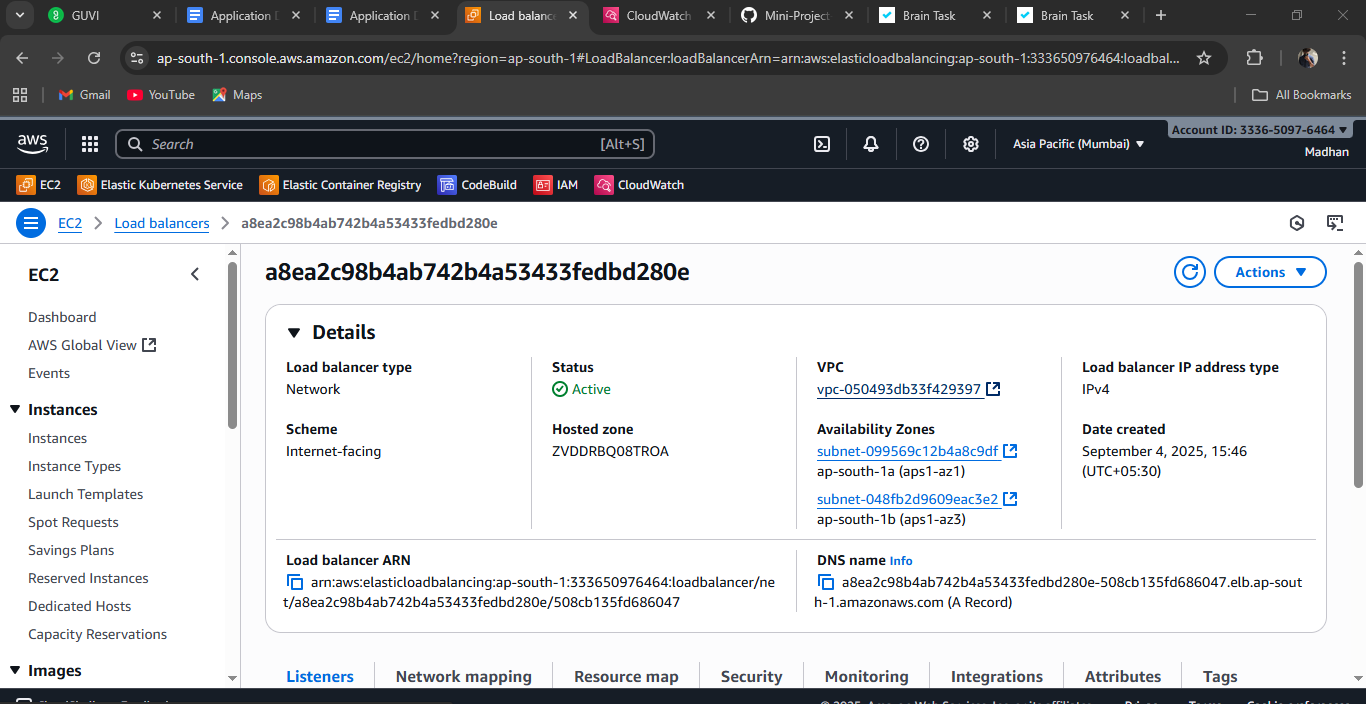 GUVI
Application D
Application D
Load balanc
CloudWatch
Mini-Project
Brain Task
Brain Task
ap-south-1.console.aws.amazon.com/ec2/home?region=ap-south-1#LoadBalancer:loadBalancerArn=arn:aws:elasticloadbalancing:ap-south-1:333650976464:loadbal...
Gmail
YouTube
Maps
All Bookmarks
aws
Search
[Alt+S]
Asia Pacific (Mumbai)
Account ID: 3336-5097-6464
Madhan
EC2
Elastic Kubernetes Service
Elastic Container Registry
CodeBuild
IAM
CloudWatch
EC2
Load balancers
a8ea2c98b4ab742b4a53433fedbd280e
EC2
Dashboard
AWS Global View
Events
Instances
Instances
Instance Types
Launch Templates
Spot Requests
Savings Plans
Reserved Instances
Dedicated Hosts
Capacity Reservations
Images
a8ea2c98b4ab742b4a53433fedbd280e
Actions
Details
Load balancer type
Network
Status
Active
VPC
vpc-050493db33f429397
Load balancer IP address type
IPv4
Scheme
Internet-facing
Hosted zone
ZVDDRBQ08TROA
Availability Zones
subnet-099569c12b4a8c9df
ap-south-1a (aps1-az1)
subnet-048fb2d9609eac3e2
ap-south-1b (aps1-az3)
Date created
September 4, 2025, 15:46
(UTC+05:30)
Load balancer ARN
arn:aws:elasticloadbalancing:ap-south-1:333650976464:loadbalancer/ne
t/a8ea2c98b4ab742b4a53433fedbd280e/508cb135fd686047
DNS name Info
a8ea2c98b4ab742b4a53433fedbd280e-508cb135fd686047.elb.ap-sout
h-1.amazonaws.com (A Record)
Listeners
Network mapping
Resource map
Security
Monitoring
Integrations
Attributes
Tags